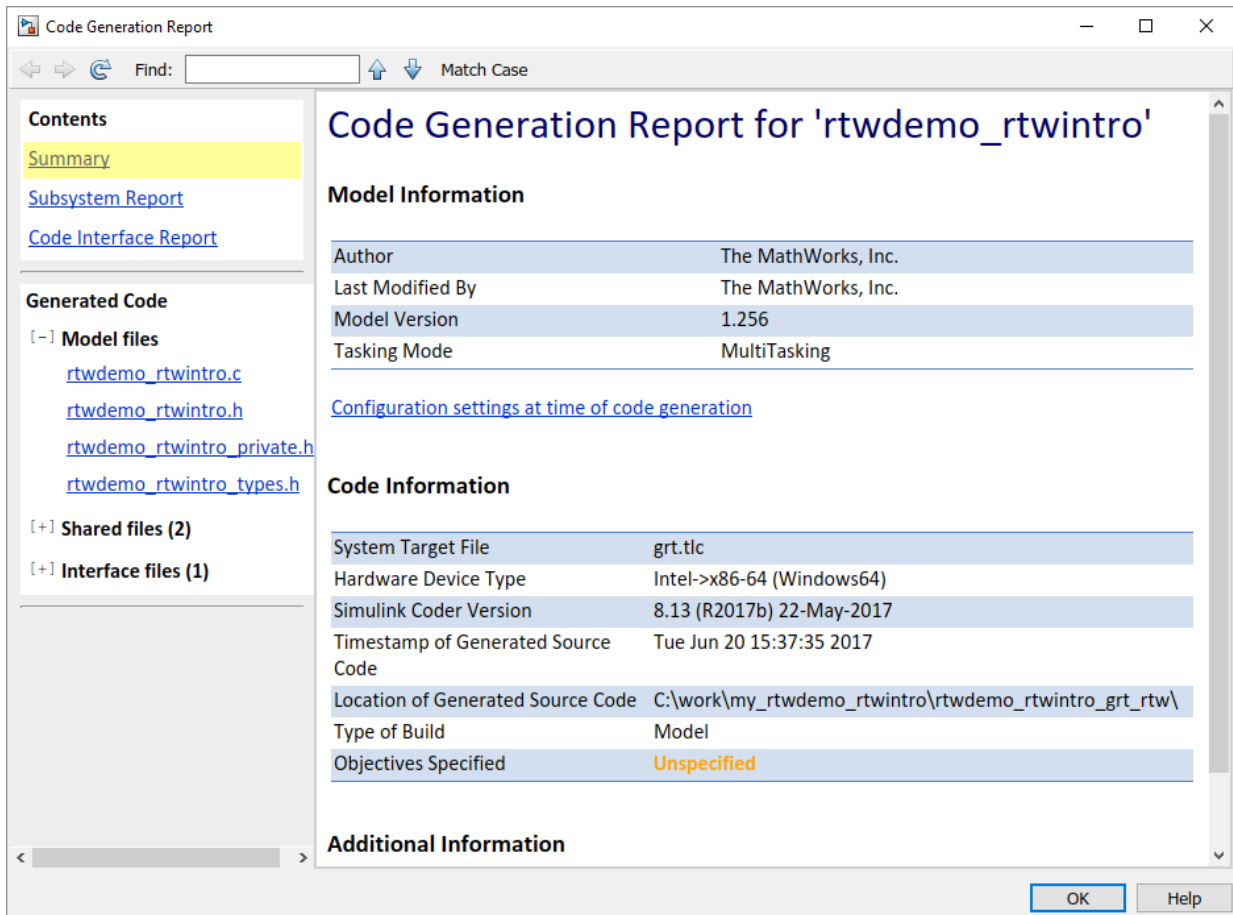 Code Generation Report
Find:
Match Case
Contents
Summary
Subsystem Report
Code Interface Report
Generated Code
[-] Model files
rtwdemo_rtwintro.c
rtwdemo_rtwintro.h
rtwdemo_rtwintro_private.h
rtwdemo_rtwintro_types.h
[+] Shared files (2)
[+] Interface files (1)
Code Generation Report for 'rtwdemo_rtwintro'
Model Information
Author The MathWorks, Inc.
Last Modified By The MathWorks, Inc.
Model Version 1.256
Tasking Mode MultiTasking
Configuration settings at time of code generation
Code Information
System Target File grt.tlc
Hardware Device Type Intel->x86-64 (Windows64)
Simulink Coder Version 8.13 (R2017b) 22-May-2017
Timestamp of Generated Source Tue Jun 20 15:37:35 2017
Code
Location of Generated Source Code C:\work\my_rtwdemo_rtwintro\rtwdemo_rtwintro_grt_rtw\
Type of Build Model
Objectives Specified Unspecified
Additional Information
OK Help